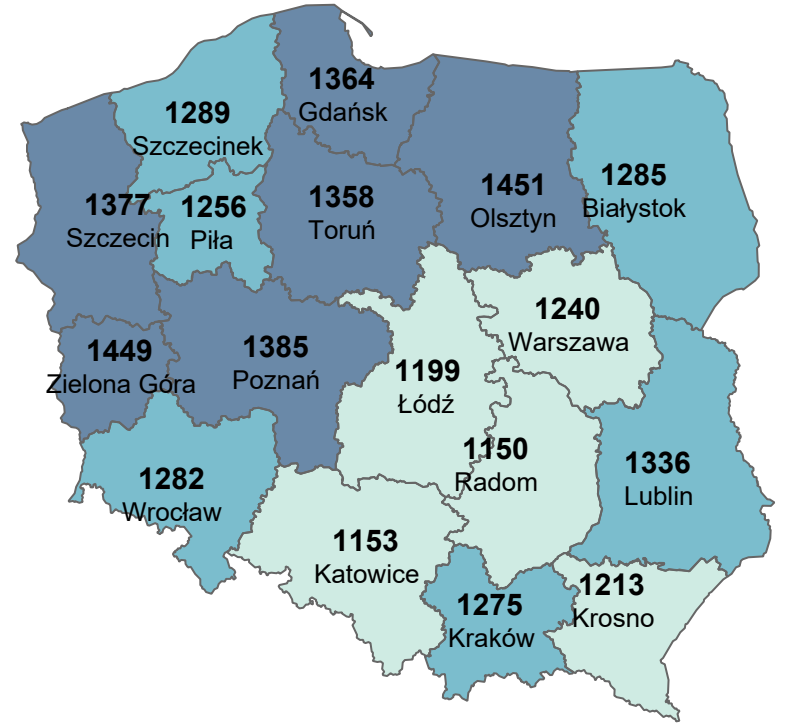 1364
Gdańsk
1289
Szczecinek
1451
Olsztyn
1285
Białystok
1377
Szczecin
1256
Piła
1358
Toruń
1240
Warszawa
1449
Zielona Góra
1385
Poznań
1199
Łódź
1150
Radom
1336
Lublin
1282
Wrocław
1153
Katowice
1275
Kraków
1213
Krosno